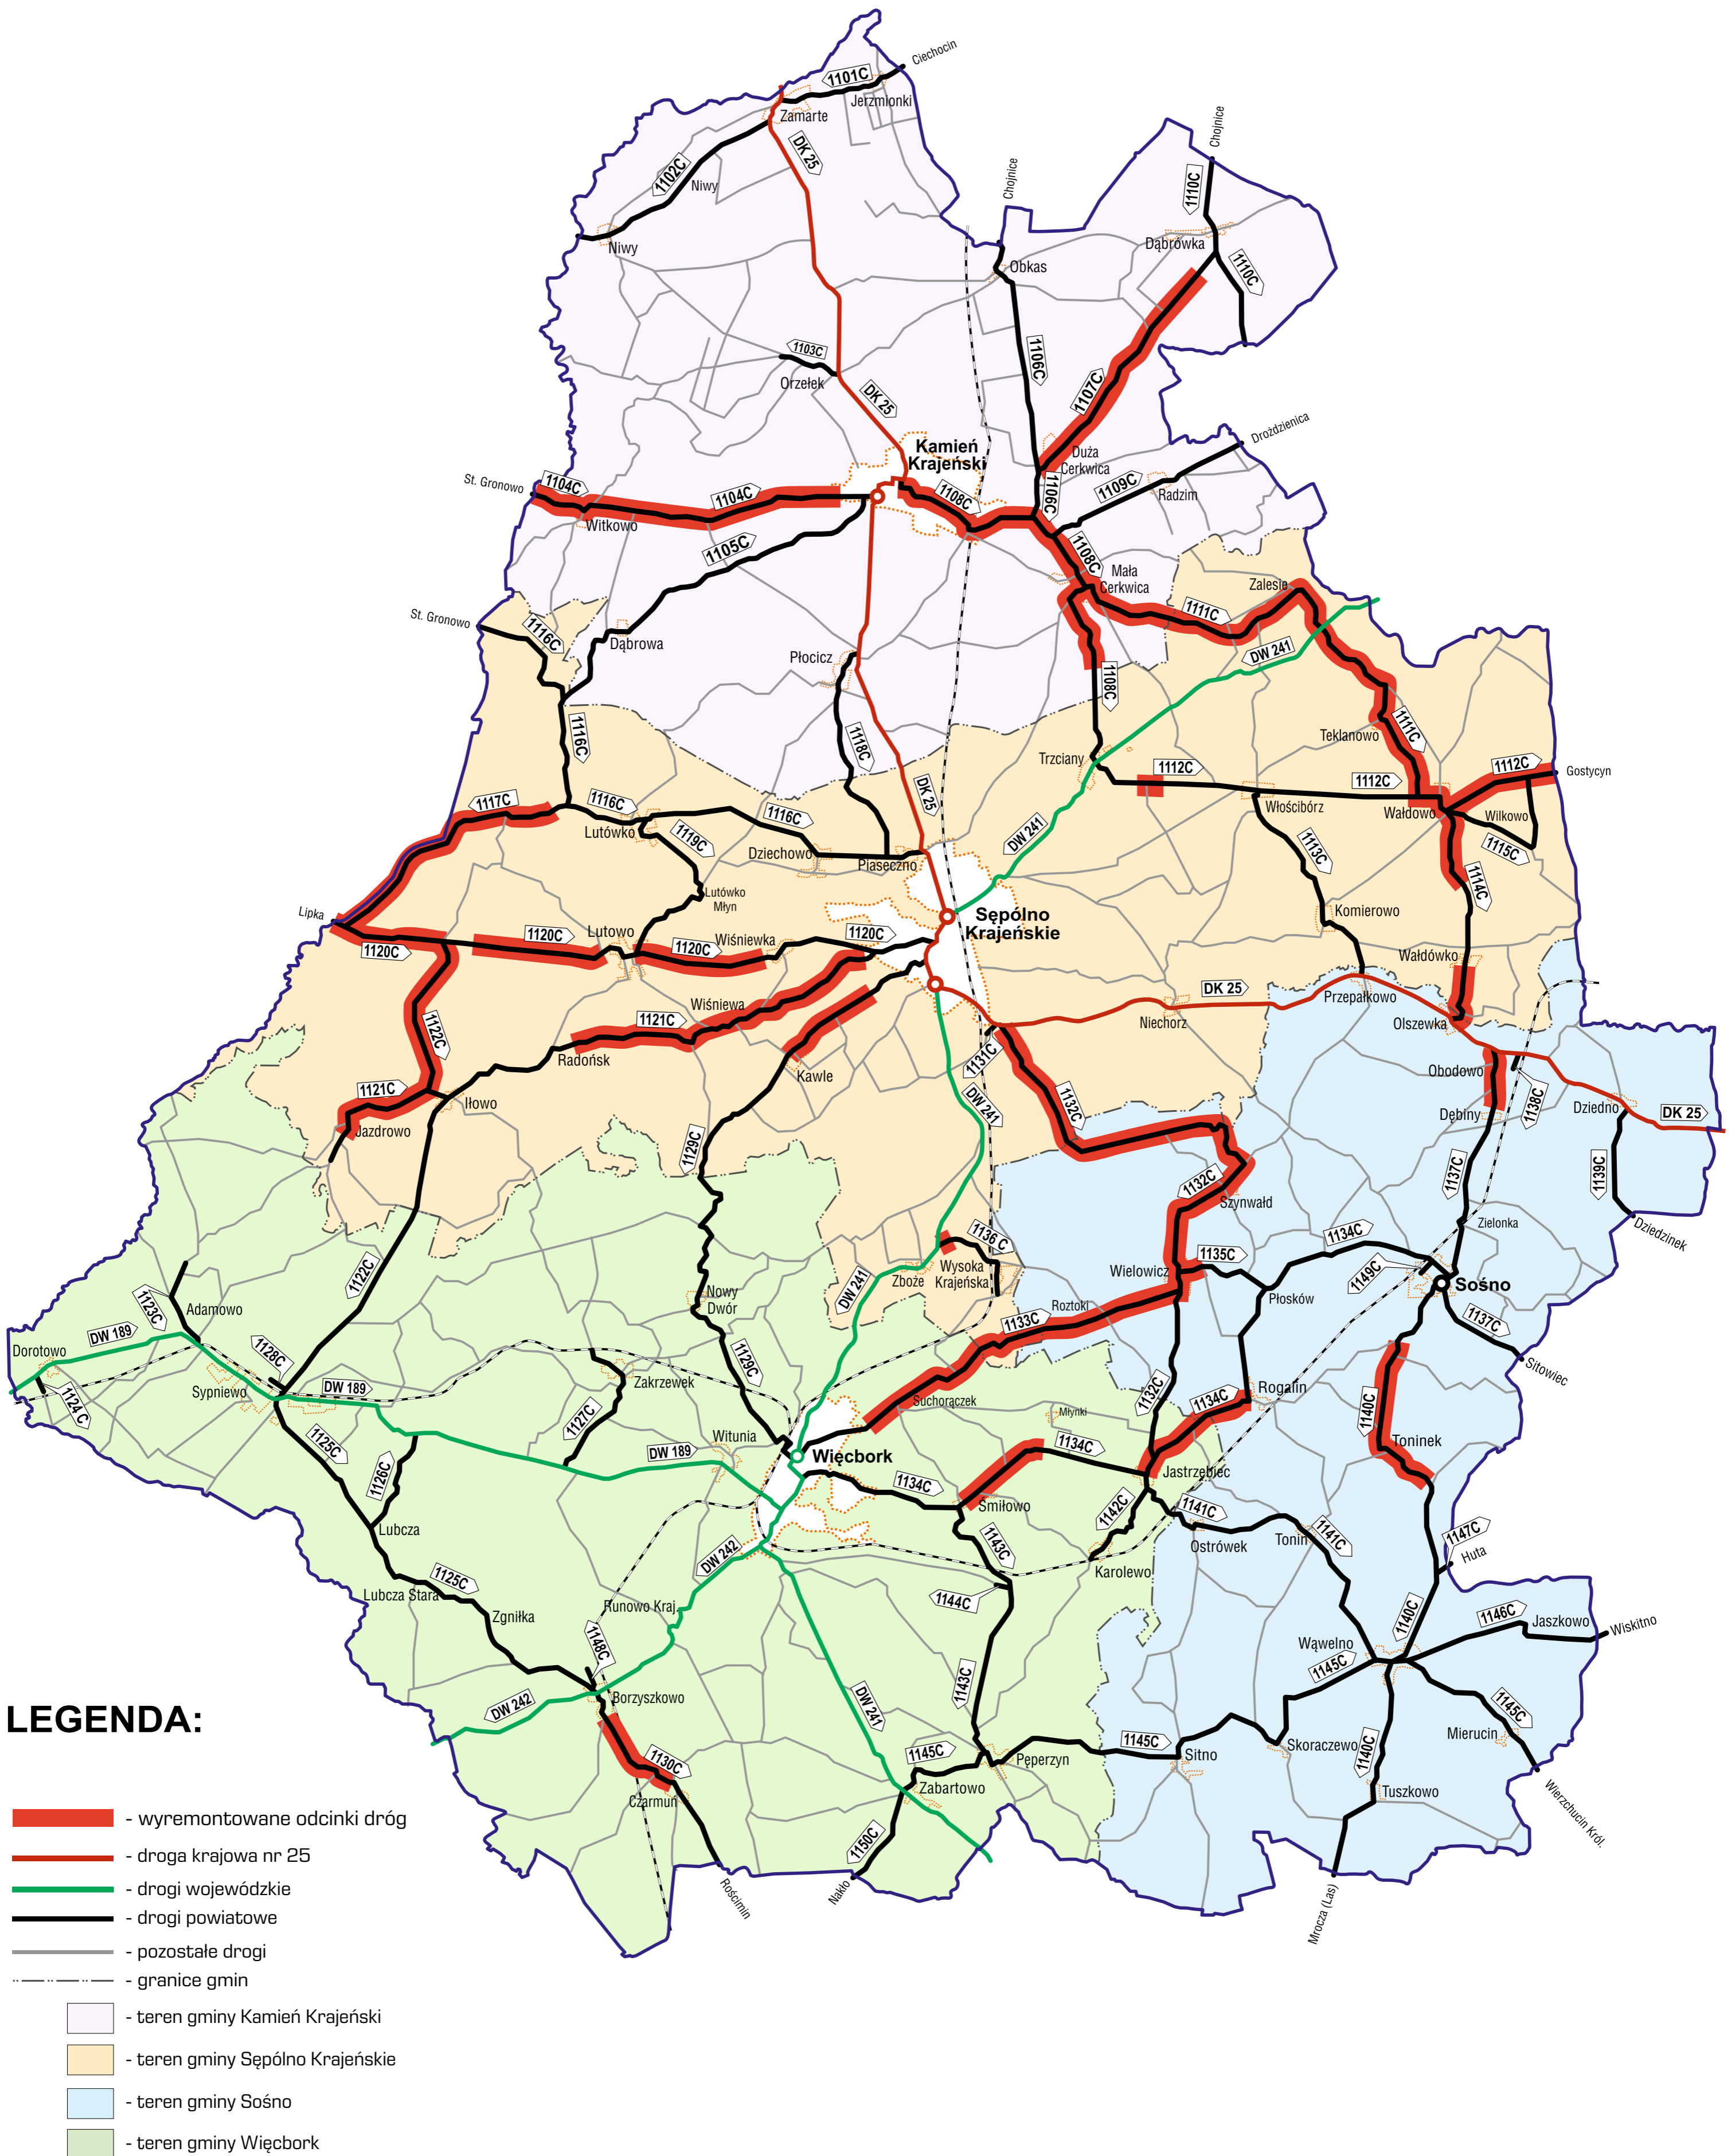 Ciechocin
1101C
Jerzmionki
Zamarte
DK 25
1102C
Niwy
Niwy
Chojnice
Chojnice
1110C
Dąbrówka
1110C
Obkas
1103C
Orzełek
1106C
1107C
DK 25
Kamień
Krajeński
Duża
Cerkwica
Drożdzienica
St. Gronowo
1104C
1104C
Witkowo
1108C
1106C
1109C
Radzim
1105C
1108C
Mała
Cerkwica
Zalesie
1111C
St. Gronowo
1116C
Dąbrowa
Płocicz
DW 241
1108C
1116C
1118C
Teklanowo
1111C
Trzciany
1112C
1112C
1112C
Gostycyn
DK 25
1117C
1116C
Lutówko
1116C
1119C
Dziechowo
Piaseczno
DW 241
Włościbórz
Wałdowo
Wilkowo
1115C
1113C
1114C
Lutówko
Młyn
Lipka
Sępólno
Krajeńskie
Komierowo
1120C
1120C
Lutowo
1120C
Wiśniewka
1120C
Wałdówko
Wiśniewa
1121C
Radońsk
DK 25
Niechorz
Przepałkowo
Olszewka
1122C
1121C
Iłowo
Jazdrowo
Kawle
1131C
1132C
DW 241
Obodowo
Dębiny
1138C
Dziedno
DK 25
1129C
1132C
Szynwałd
1137C
1139C
Zielonka
Dziedzinek
1136 C
Wysoka
Krajeńska
Zboże
1134C
1135C
Wielowicz
1149C
Sośno
Płosków
1122C
1123C
Adamowo
Nowy
Dwór
DW 241
Roztoki
1133C
1137C
Sitowiec
DW 189
Dorotowo
1128C
1124 C
Sypniewo
DW 189
Zakrzewek
1129C
Suchorączek
1132C
1134C
Rogalin
Młynki
1140C
Toninek
1127C
1125C
1126C
Witunia
DW 189
Więcbork
1134C
1134C
Jastrzębiec
Śmiłowo
1142C
1141C
Ostrówek
Tonin
1141C
Lubcza
1143C
Karolewo
1147C
Huta
DW 242
1125C
Lubcza Stara
Zgniłka
Runowo Kraj.
1144C
1140C
1146C
Jaszkowo
Wiskitno
Wąwelno
1145C
1148C
1143C
Borzyszkowo
DW 242
DW 241
1145C
Mierucin
1145C
Pęperzyn
1145C
Sitno
Skoraczewo
1140C
Tuszkowo
Wierzchucin Król.
1130C
Czarmuń
Zabartowo
1150C
Nakło
Rościmin
Mrocza (Las)
LEGENDA:
- wyremontowane odcinki dróg
- droga krajowa nr 25
- drogi wojewódzkie
- drogi powiatowe
- pozostałe drogi
- granice gmin
- teren gminy Kamień Krajeński
- teren gminy Sępólno Krajeńskie
- teren gminy Sośno
- teren gminy Więcbork